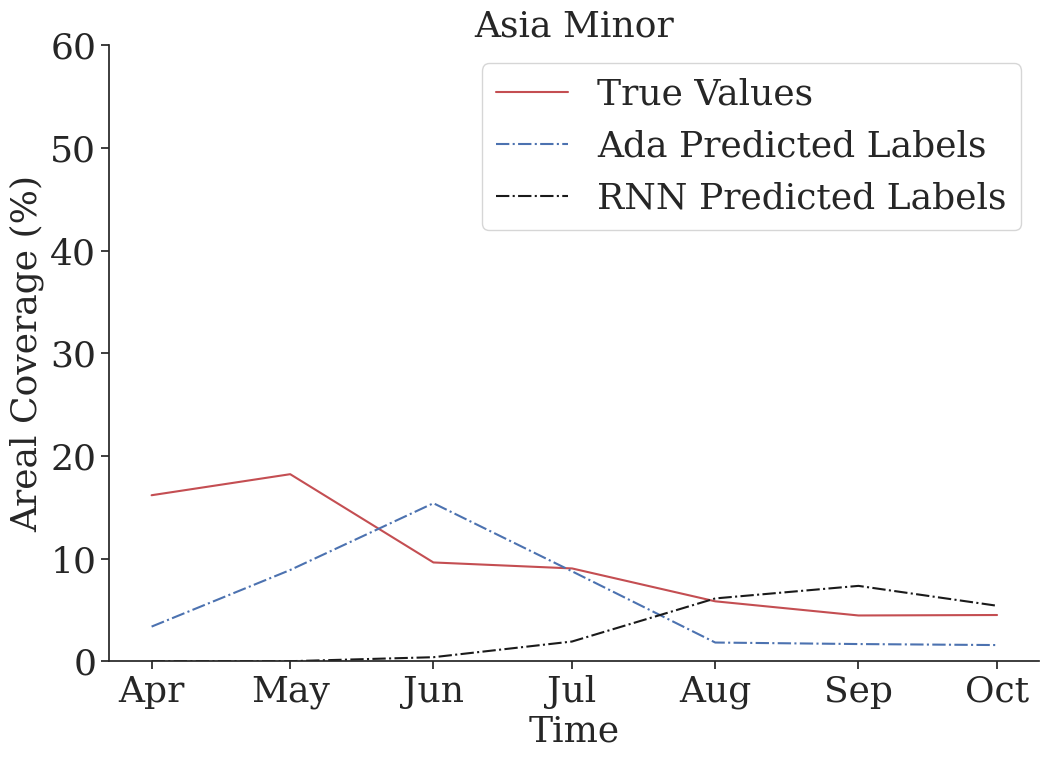 Asia Minor
True Values
Ada Predicted Labels
RNN Predicted Labels
Areal Coverage (%)
60
50
40
30
20
10
0
Apr May Jun Jul Aug Sep Oct
Time